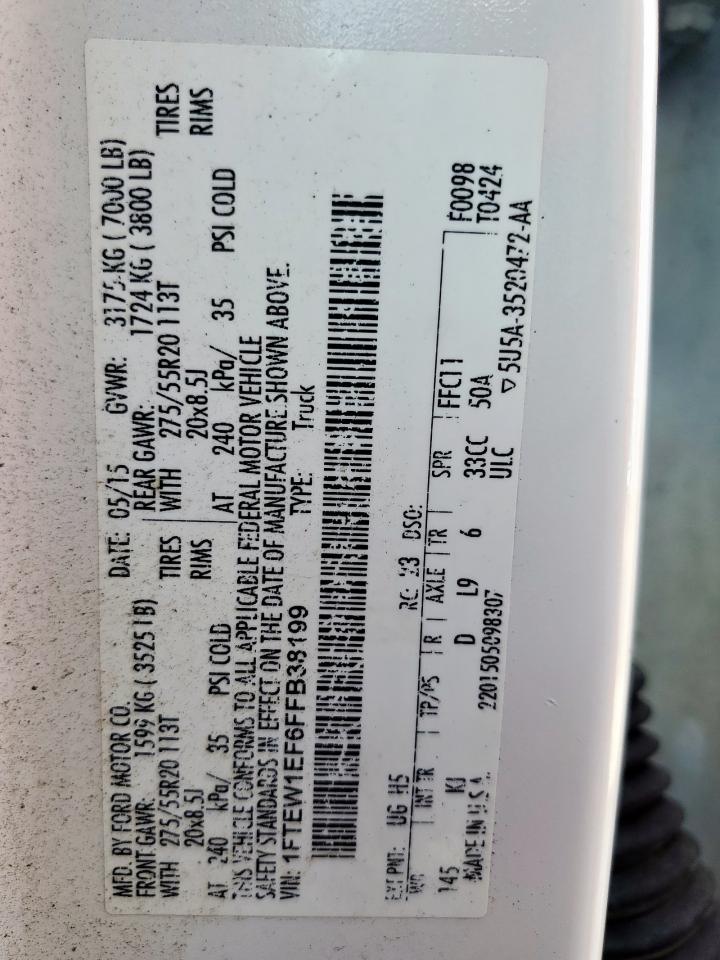 MFD. BY FORD MOTOR CO. DATE: 05/15 GVWR: 3175 KG ( 7000 LB)
FRONT GAWR: 1599 KG ( 3525 LB) REAR GAWR: 1724 KG ( 3800 LB)
WITH 275/55R20 113T TIRES WITH 275/55R20 113T TIRES
20x8.5J RIMS 20x8.5J RIMS
AT 240 kPa/ 35 PSI COLD AT 240 kPa/ 35 PSI COLD
THIS VEHICLE CONFORMS TO ALL APPLICABLE FEDERAL MOTOR VEHICLE
SAFETY STANDARDS IN EFFECT ON THE DATE OF MANUFACTURE SHOWN ABOVE.
VIN: 1FTEW1EF6FFB38199 TYPE: Truck
EXT PNT: UG H5 RC: 23 DSO: F0098
WB INT TR TP/PS R AXLE TR SPR FFC11 T0424
145 KJ D L9 6 33CC 50A
MADE IN U.S.A. 2201505098307 ULC
▽5U5A-3520472-AA